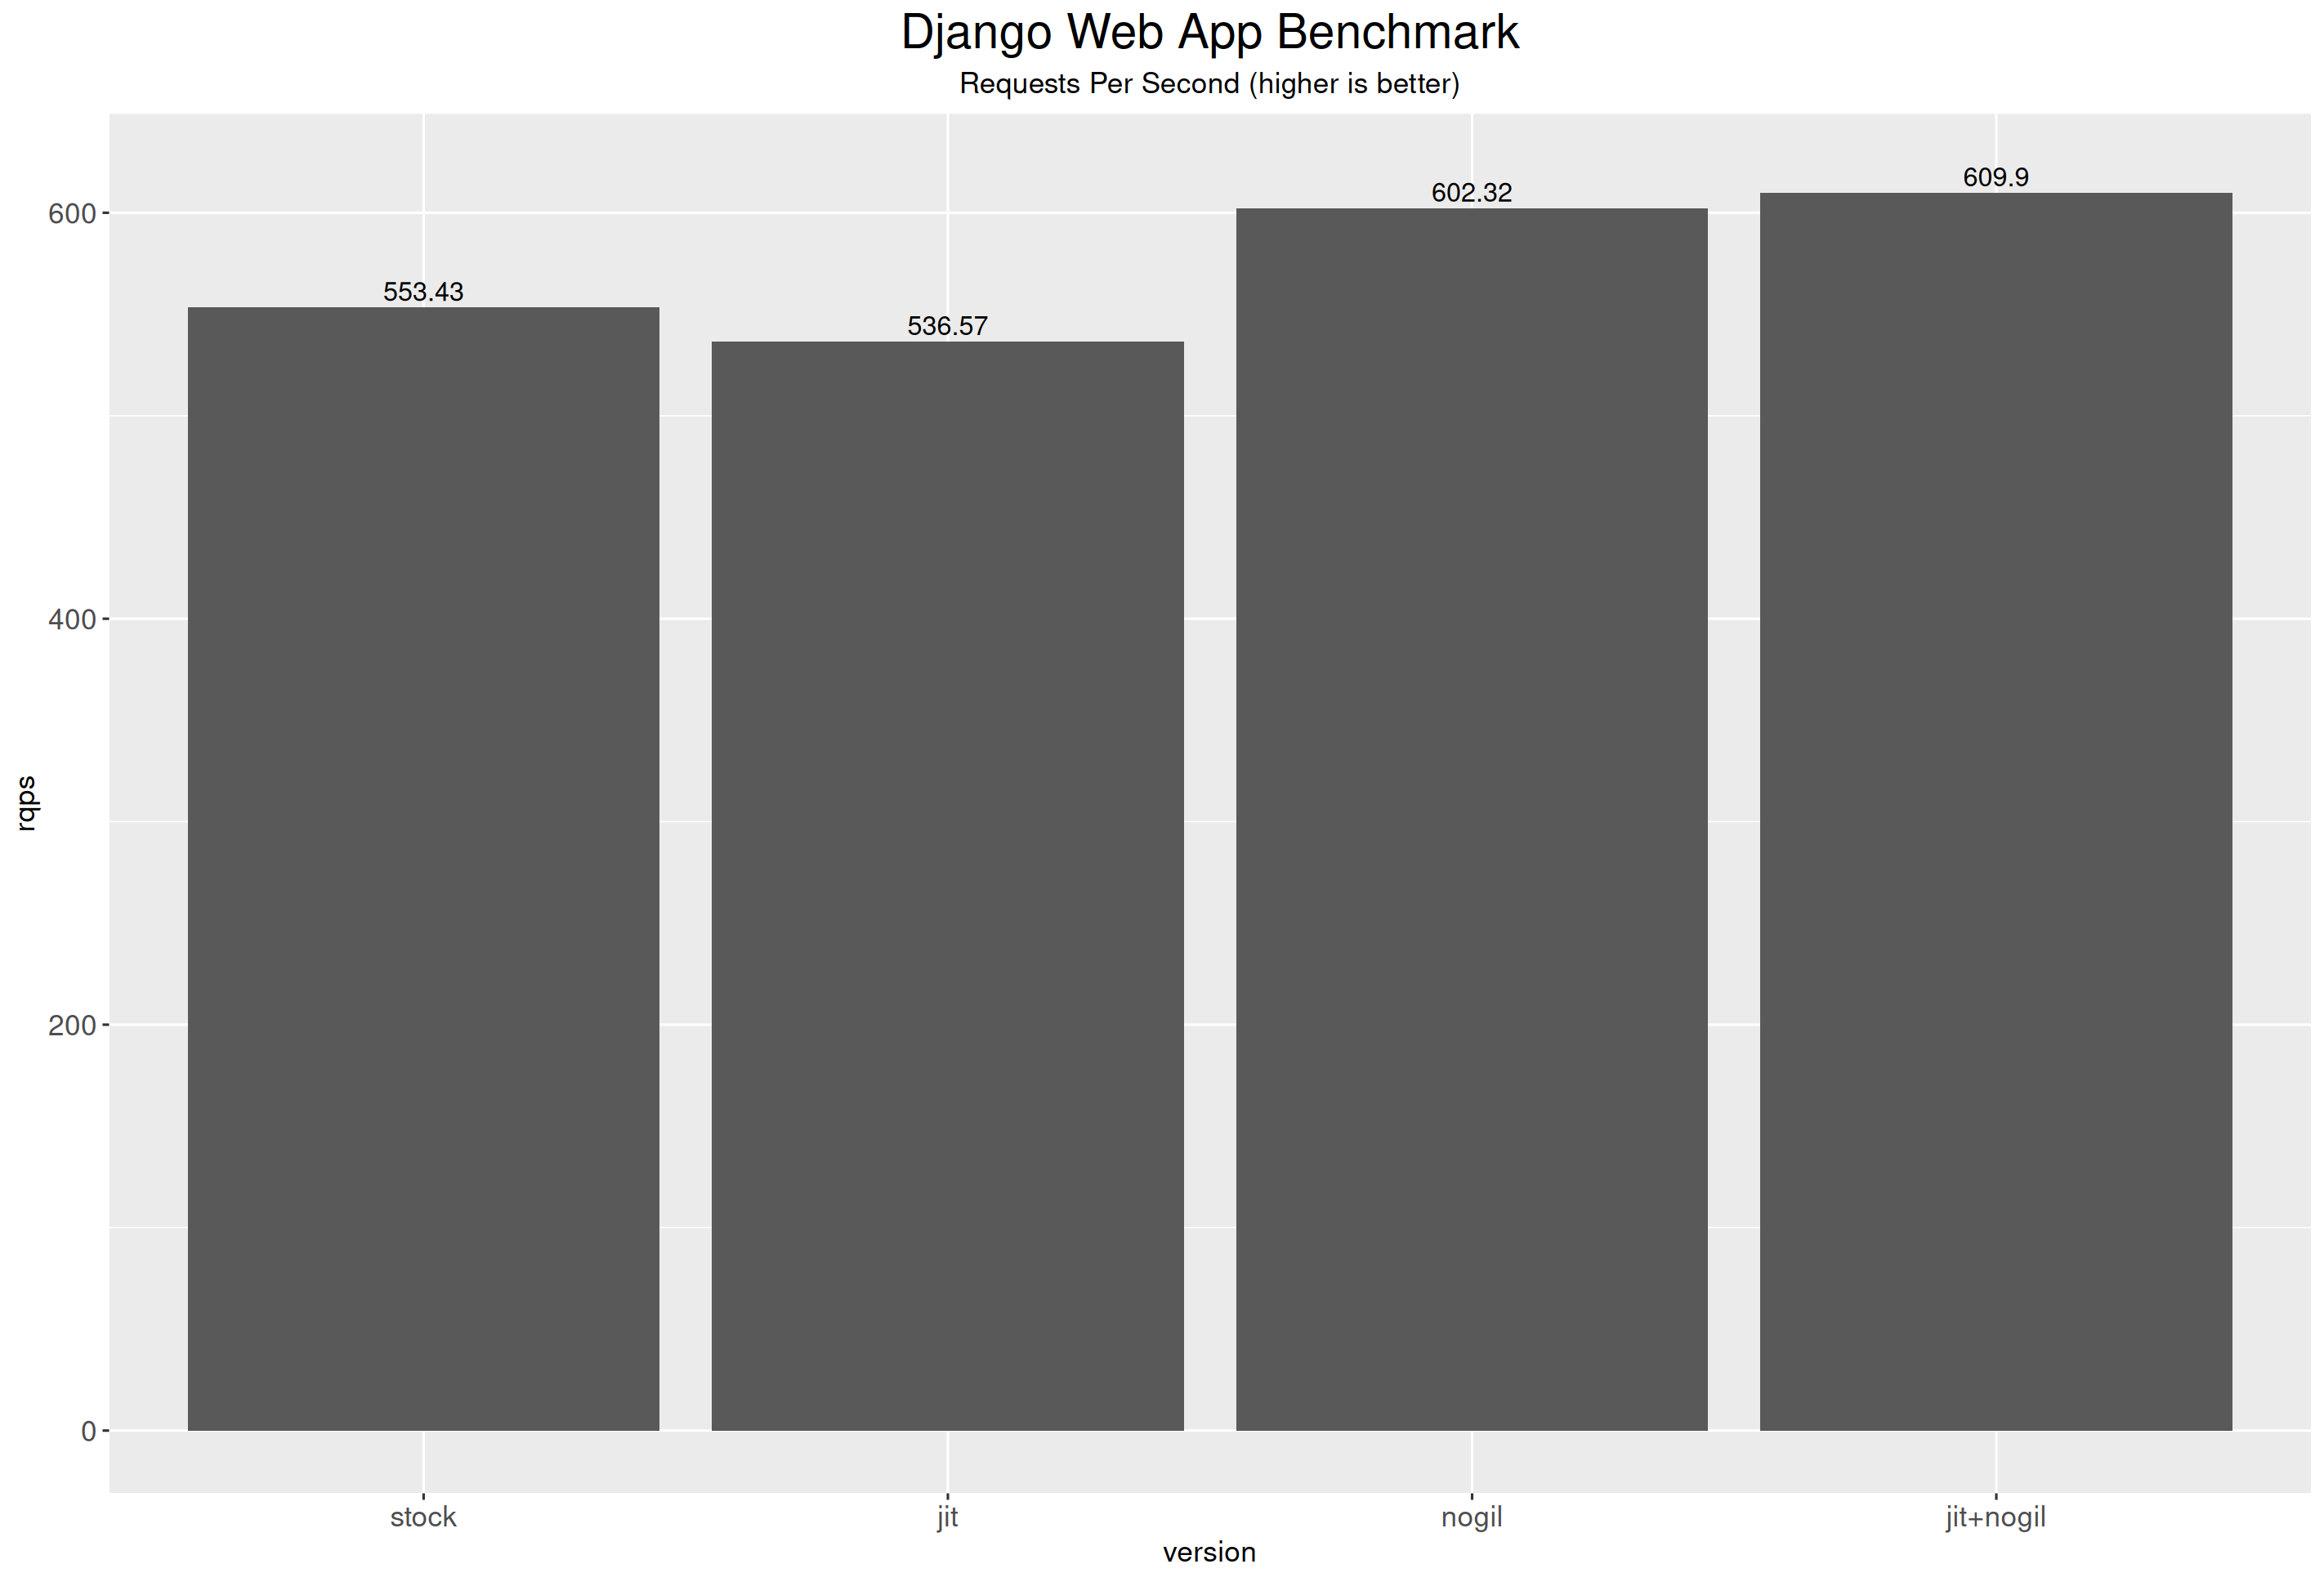 Django Web App Benchmark
Requests Per Second (higher is better)
609.9
602.32
600
553.43
536.57
400
rqps
200
0
stock jit nogil jit+nogil
version